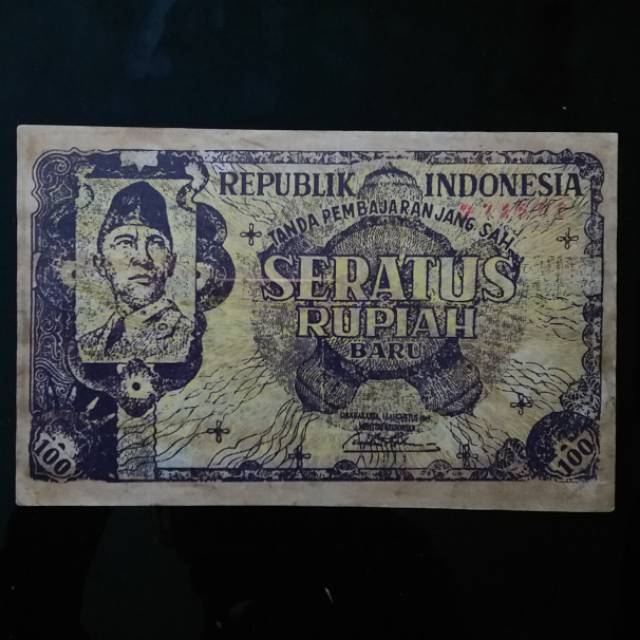 REPUBLIK INDONESIA
TANDA PEMBAJARAN JANG SAH
SERATUS
RUPIAH
BARU
100 100